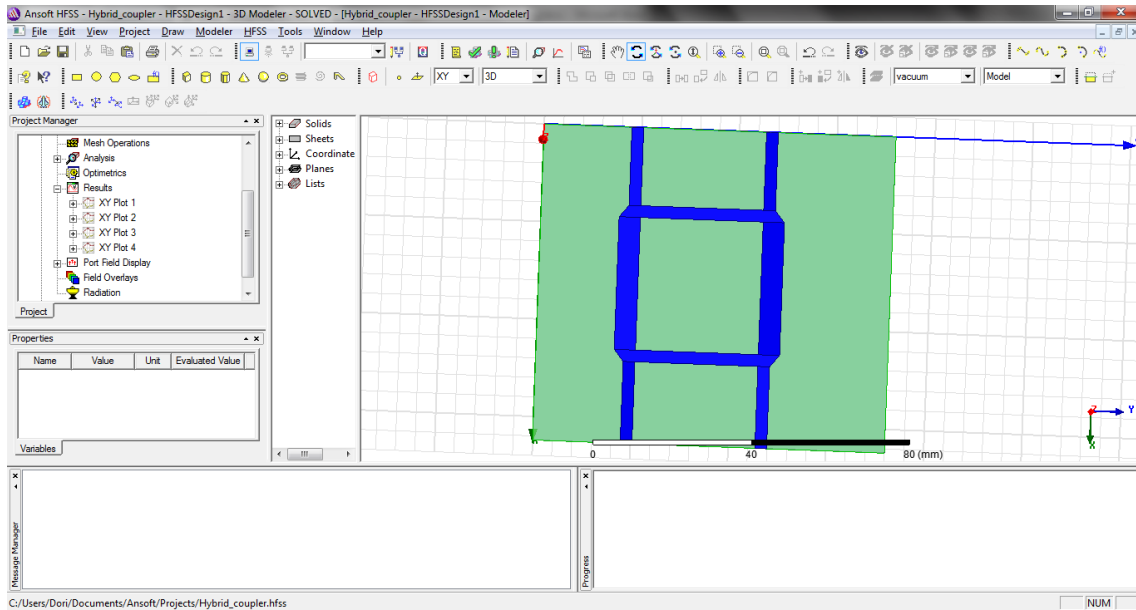 Ansoft HFSS - Hybrid_coupler - HFSSDesign1 - 3D Modeler - SOLVED - [Hybrid_coupler - HFSSDesign1 - Modeler]
File Edit View Project Draw Modeler HFSS Tools Window Help
XY 3D vacuum Model
Project Manager
Mesh Operations
Analysis
Optimetrics
Results
XY Plot 1
XY Plot 2
XY Plot 3
XY Plot 4
Port Field Display
Field Overlays
Radiation
Project
Properties
Name Value Unit Evaluated Value
Variables
Solids
Sheets
Coordinate
Planes
Lists
0 40 80 (mm)
Z Y
X
Message Manager
Progress
C:/Users/Dori/Documents/Ansoft/Projects/Hybrid_coupler.hfss
NUM